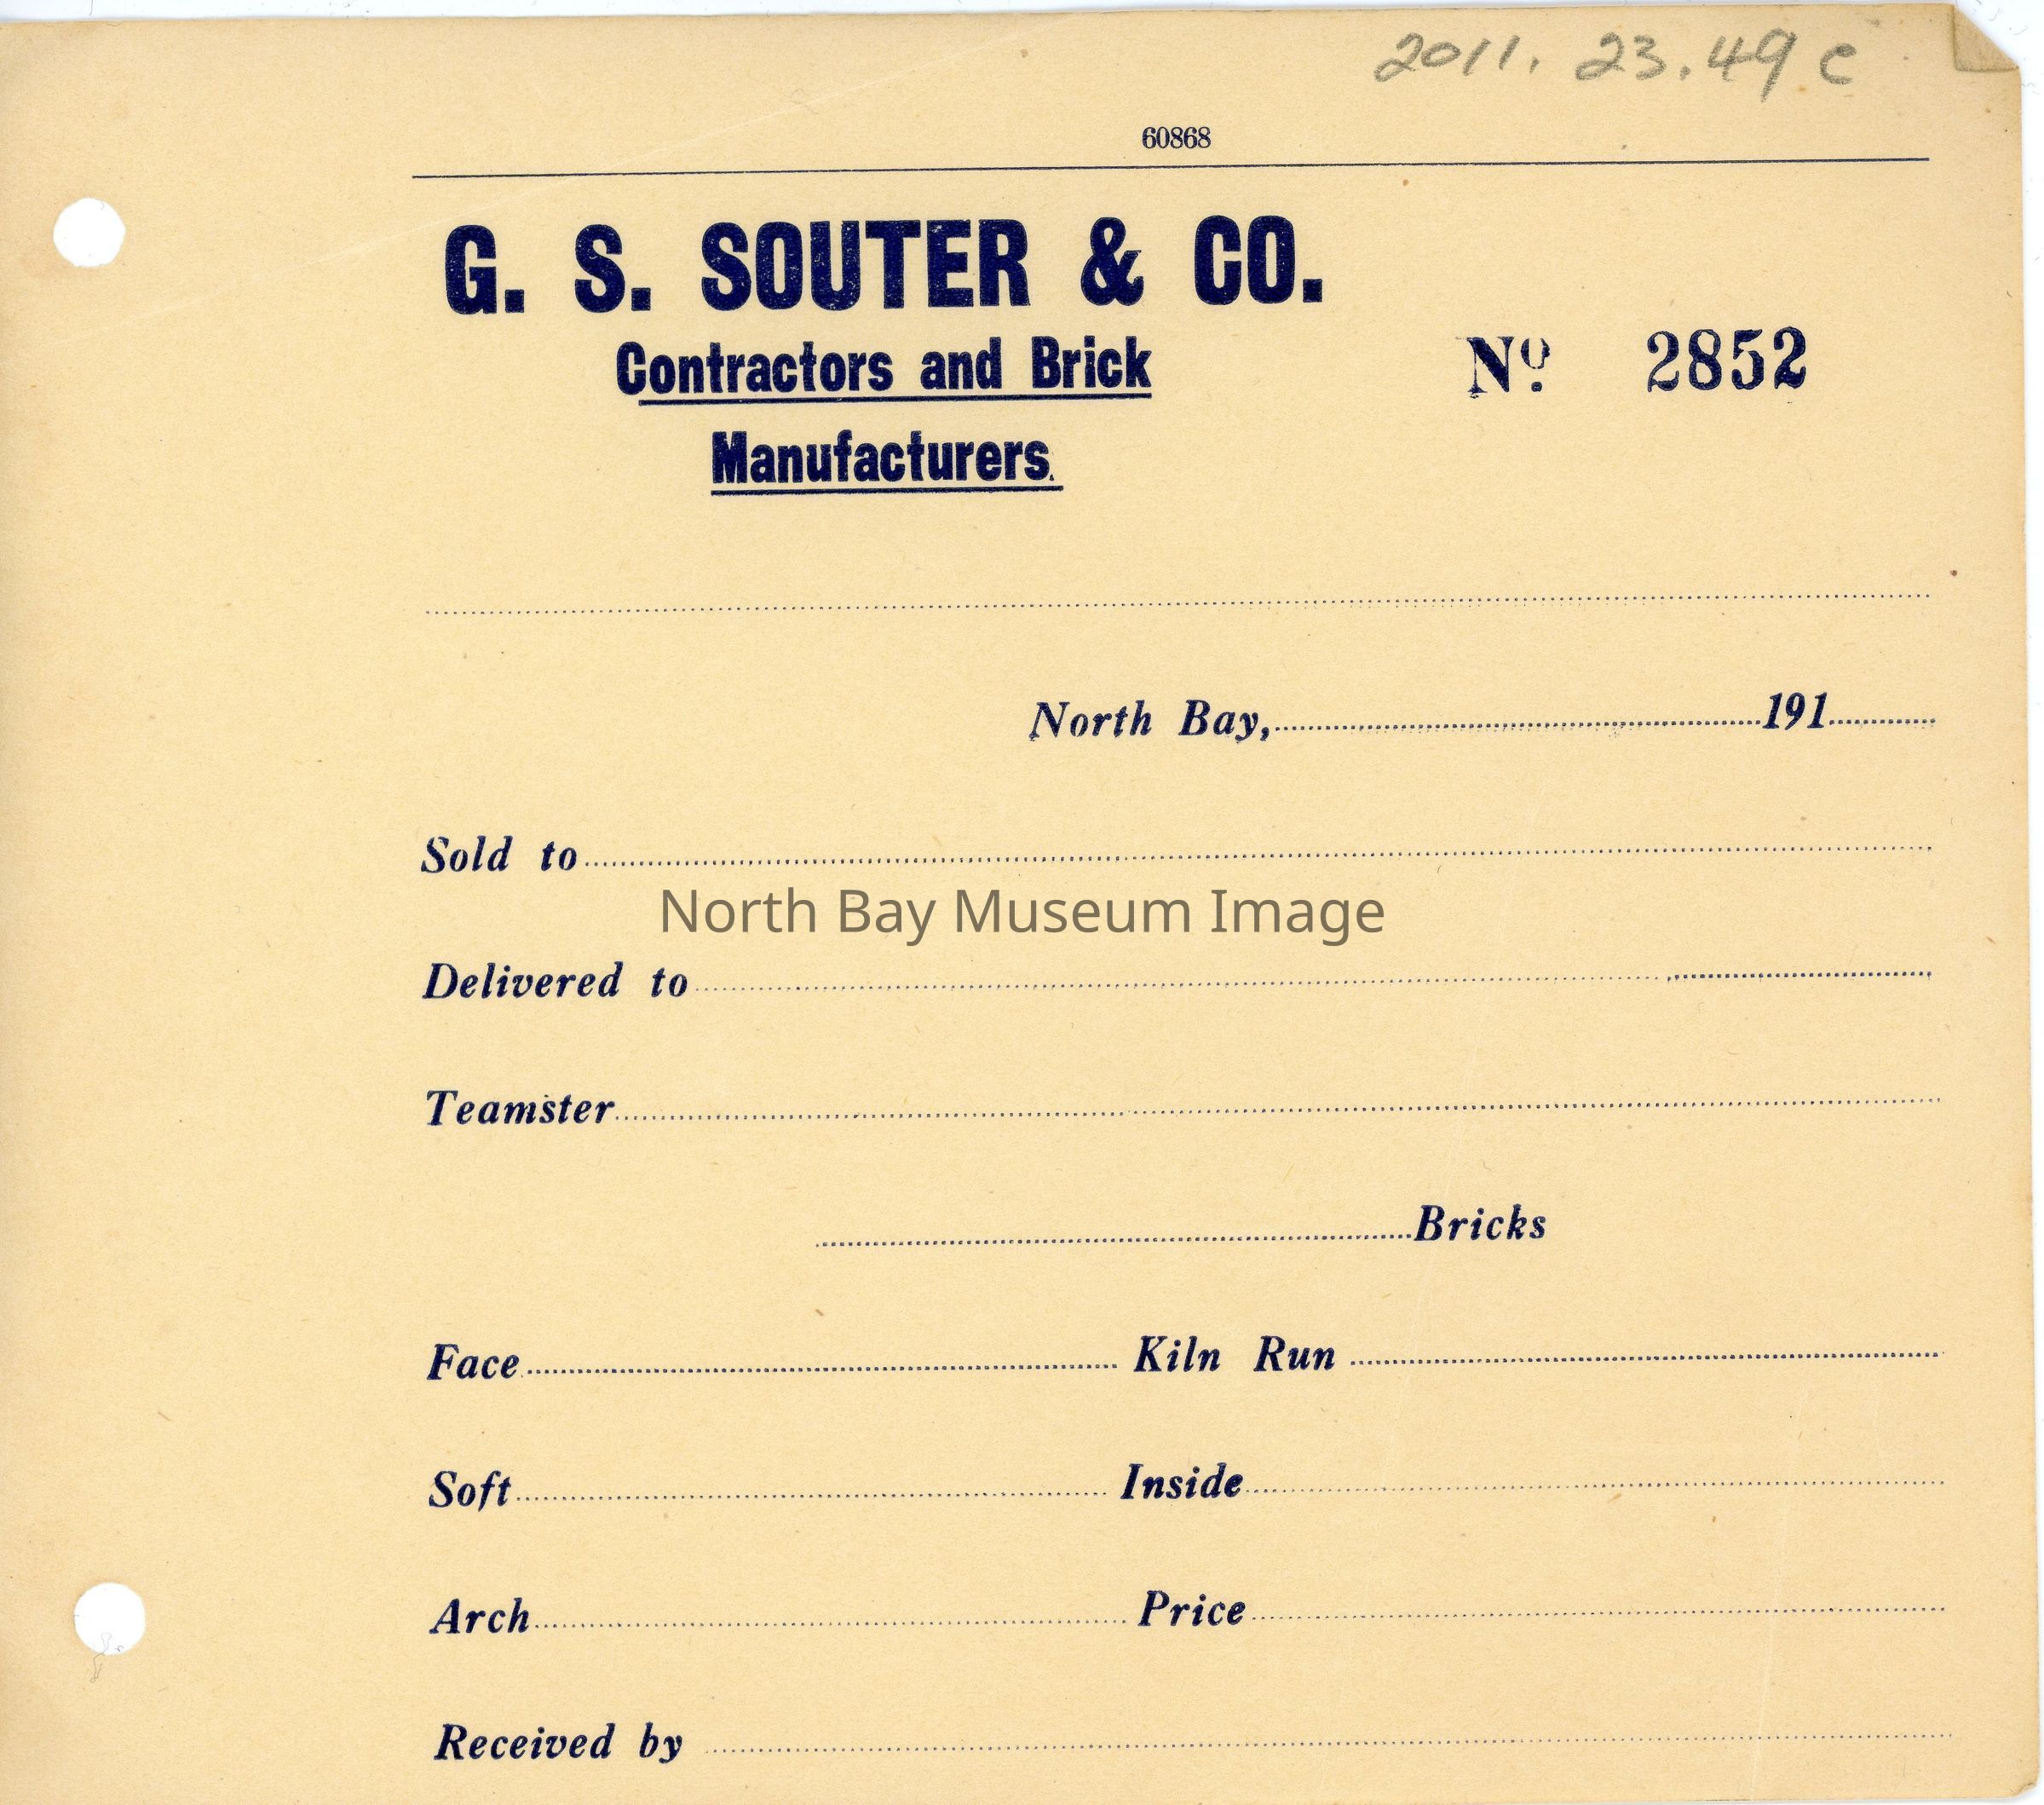 2011. 23. 49 e
60868
G. S. SOUTER & CO.
Contractors and Brick
Nº 2852
Manufacturers.
North Bay, 191
Sold to
North Bay Museum Image
Delivered to
Teamster
Bricks
Face Kiln Run
Soft Inside
Arch Price
Received by